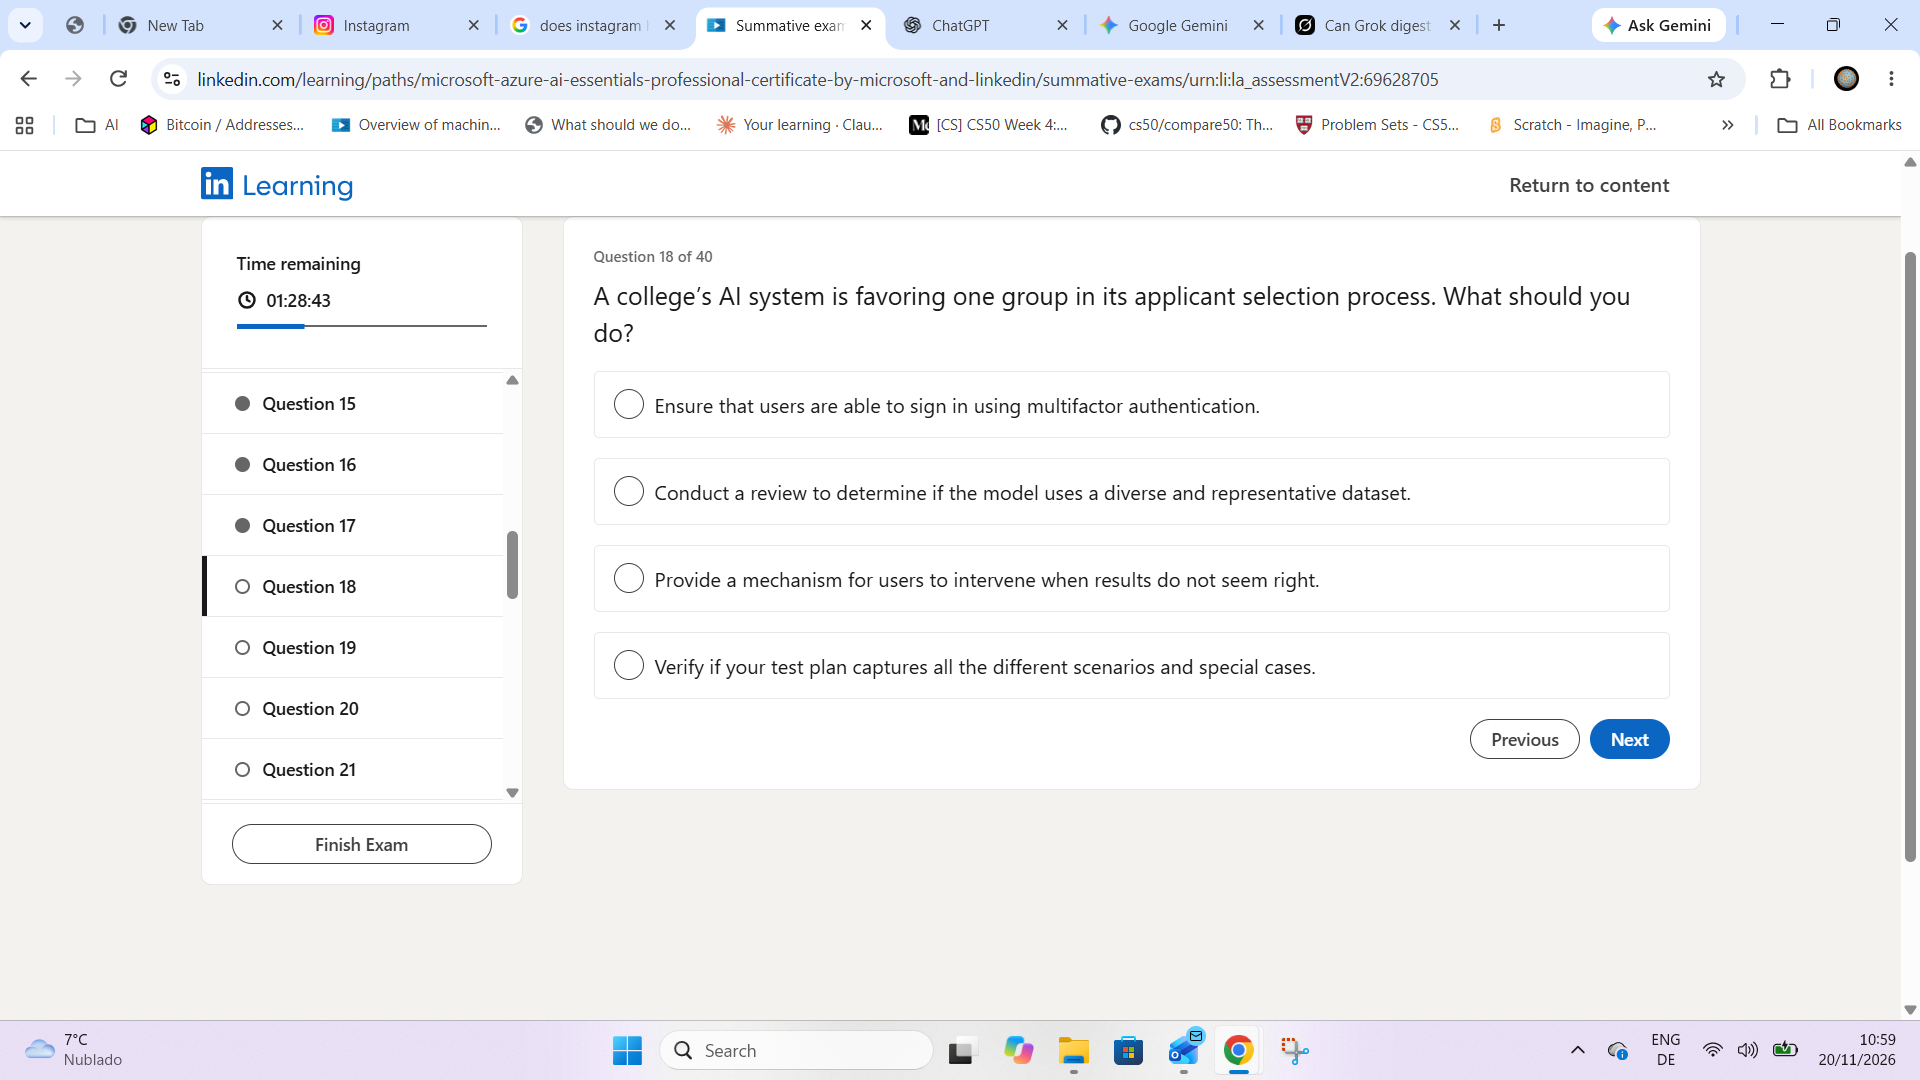 New Tab
Instagram
does instagram
Summative exam
ChatGPT
Google Gemini
Can Grok digest
Ask Gemini
linkedin.com/learning/paths/microsoft-azure-ai-essentials-professional-certificate-by-microsoft-and-linkedin/summative-exams/urn:li:la_assessmentV2:69628705
AI
Bitcoin / Addresses...
Overview of machin...
What should we do...
Your learning · Clau...
[CS] CS50 Week 4:...
cs50/compare50: Th...
Problem Sets - CS5...
Scratch - Imagine, P...
All Bookmarks
in Learning
Return to content
Time remaining
01:28:43
Question 15
Question 16
Question 17
Question 18
Question 19
Question 20
Question 21
Finish Exam
Question 18 of 40
A college’s AI system is favoring one group in its applicant selection process. What should you
do?
Ensure that users are able to sign in using multifactor authentication.
Conduct a review to determine if the model uses a diverse and representative dataset.
Provide a mechanism for users to intervene when results do not seem right.
Verify if your test plan captures all the different scenarios and special cases.
Previous
Next
7°C
Nublado
Search
ENG
DE
10:59
20/11/2026